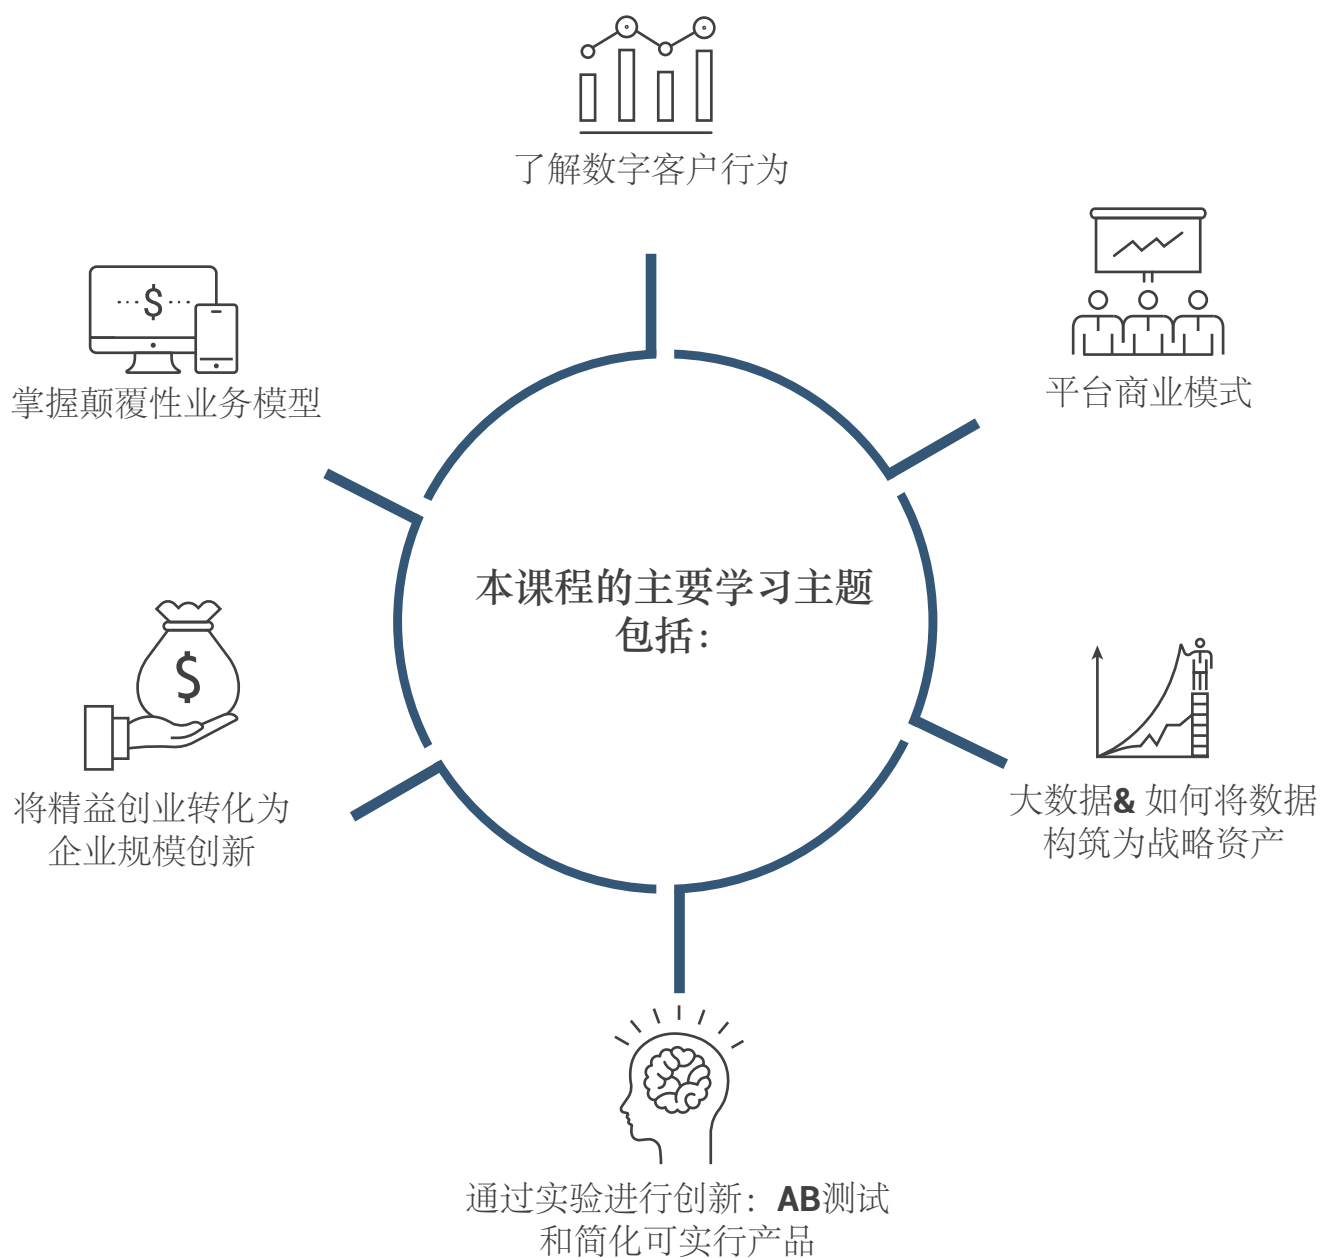 了解数字客户行为
平台商业模式
掌握颠覆性业务模型
$
本课程的主要学习主题
包括：
$
大数据& 如何将数据
构筑为战略资产
将精益创业转化为
企业规模创新
通过实验进行创新：AB测试
和简化可实行产品